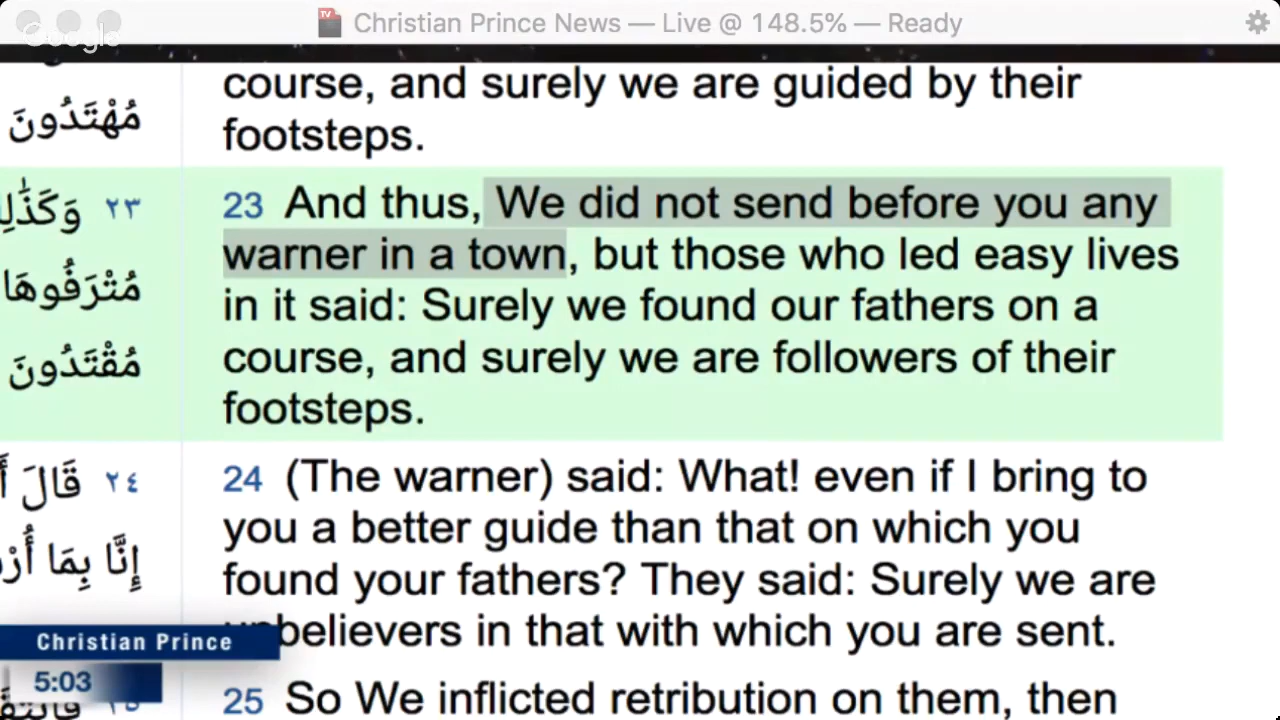 Christian Prince News — Live @ 148.5% — Ready
Google
course, and surely we are guided by their
مُهْتَدُونَ
footsteps.
23 And thus, We did not send before you any
٢٣
warner in a town, but those who led easy lives
مُتْرَفُوهَا
in it said: Surely we found our fathers on a
course, and surely we are followers of their
مُقْتَدُونَ
footsteps.
24 (The warner) said: What! even if I bring to
٢٤ قَالَ
you a better guide than that on which you
إِنَّا بِمَا
found your fathers? They said: Surely we are
unbelievers in that with which you are sent.
Christian Prince
5:03
25 So We inflicted retribution on them, then
٢٥